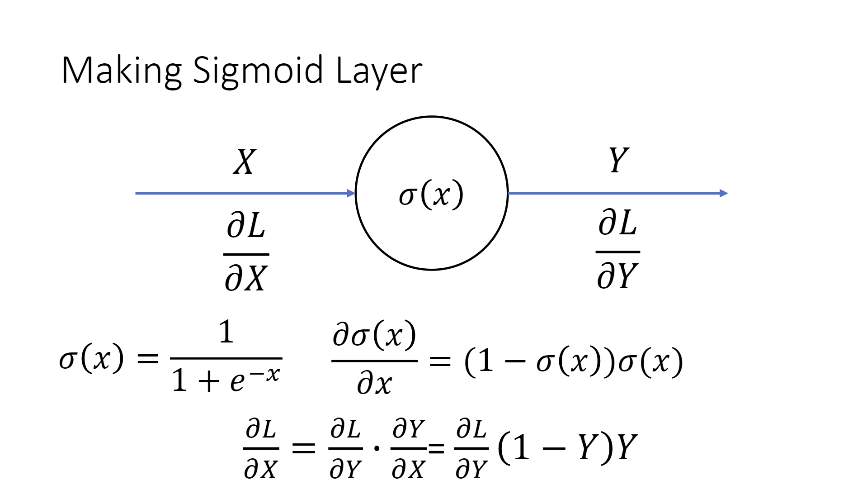 Making Sigmoid Layer
X
Y
σ(x)
∂L/∂X
∂L/∂Y
σ(x) = 1/(1 + e^{−x})
∂σ(x)/∂x = (1 − σ(x))σ(x)
∂L/∂X = ∂L/∂Y · ∂Y/∂X = ∂L/∂Y (1 − Y)Y